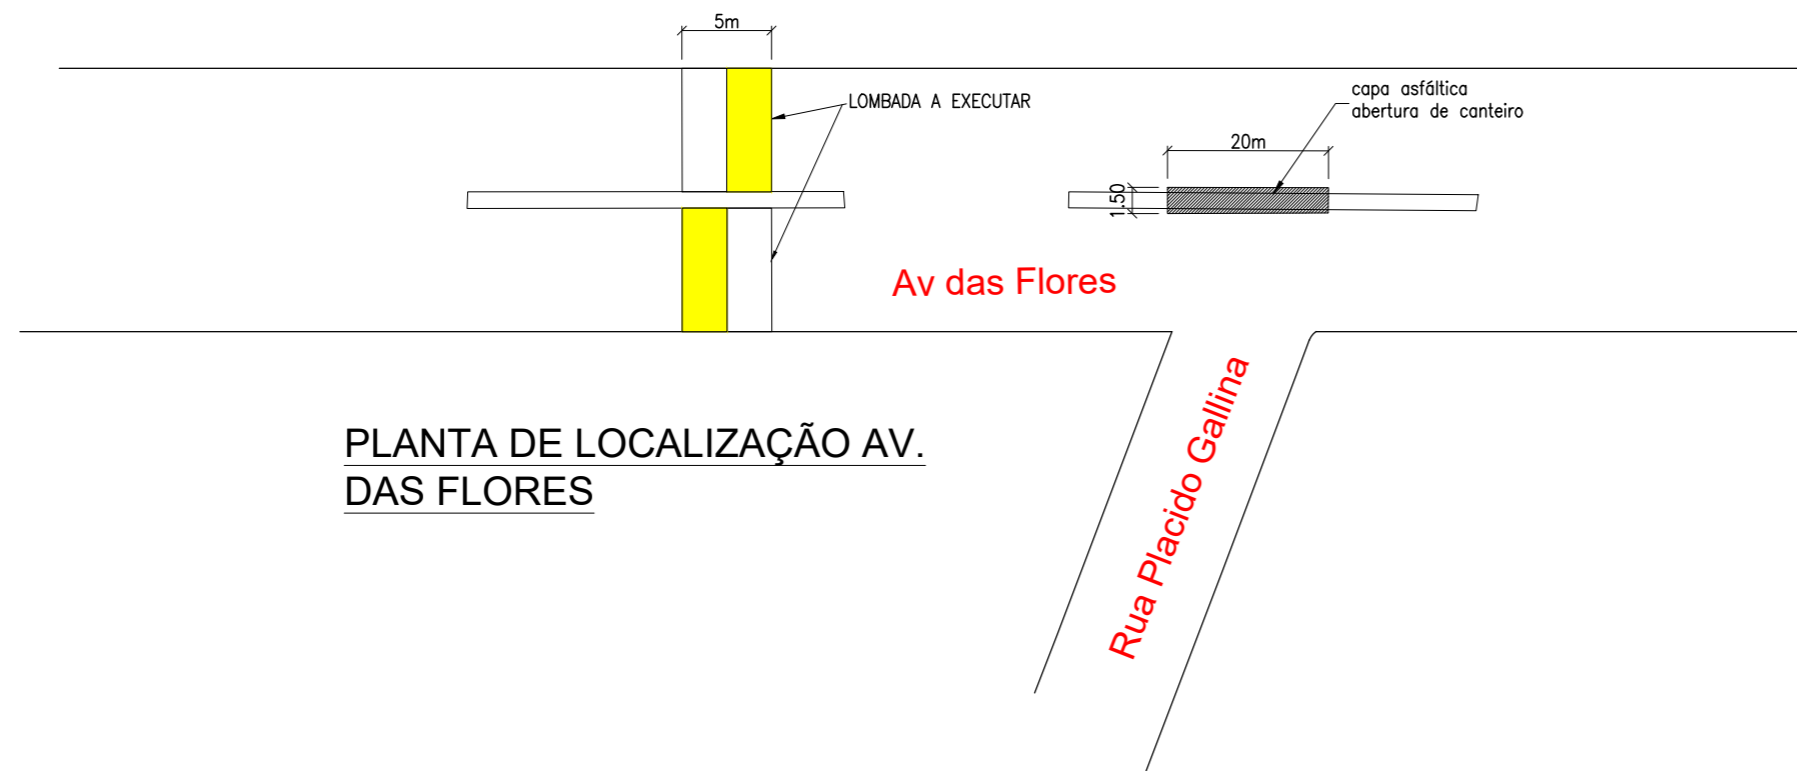 5m
LOMBADA A EXECUTAR
capa asfáltica
abertura de canteiro
20m
1.50
Av das Flores
Rua Placido Gallina
PLANTA DE LOCALIZAÇÃO AV.
DAS FLORES